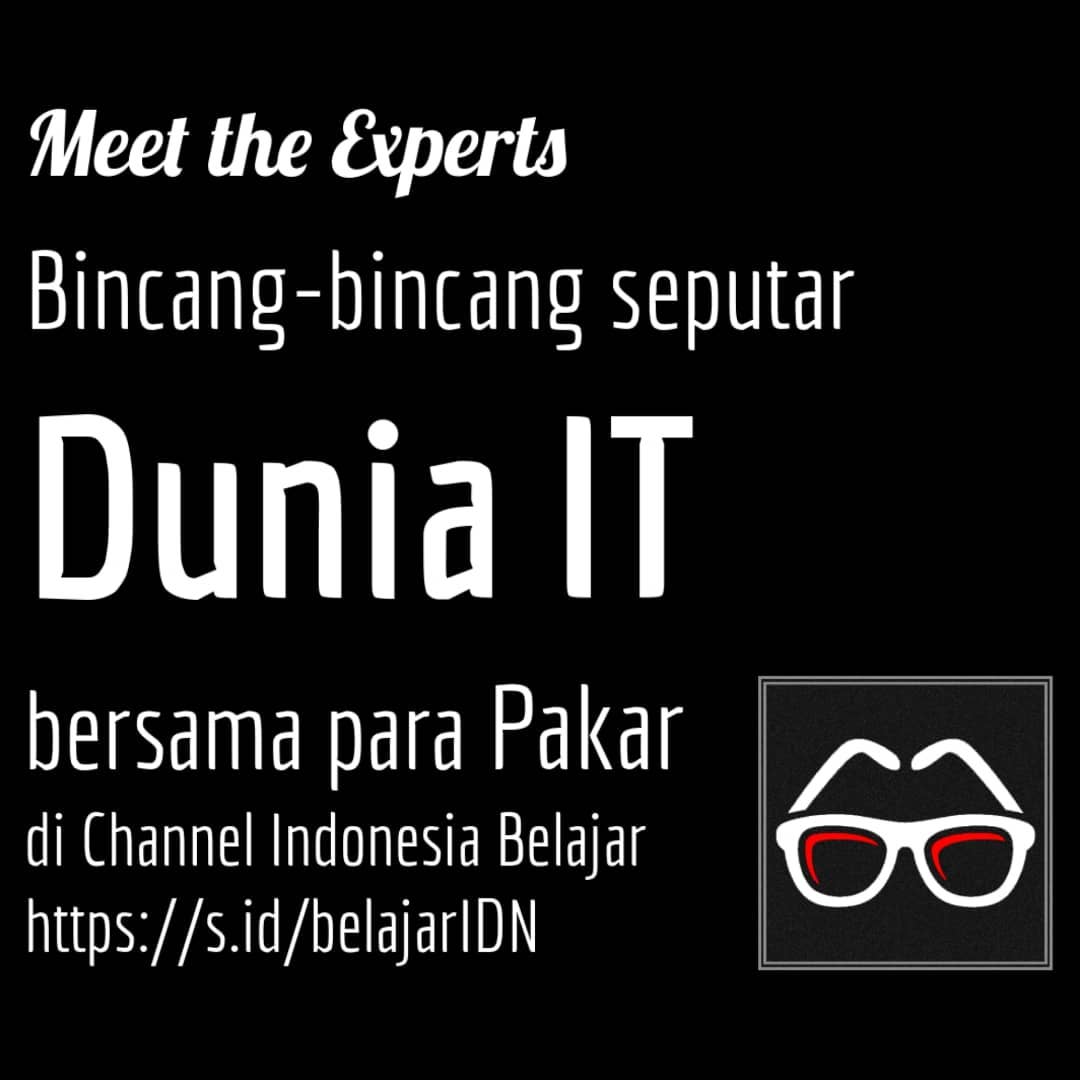 Meet the Experts
Bincang-bincang seputar
Dunia IT
bersama para Pakar
di Channel Indonesia Belajar
https://s.id/belajarIDN